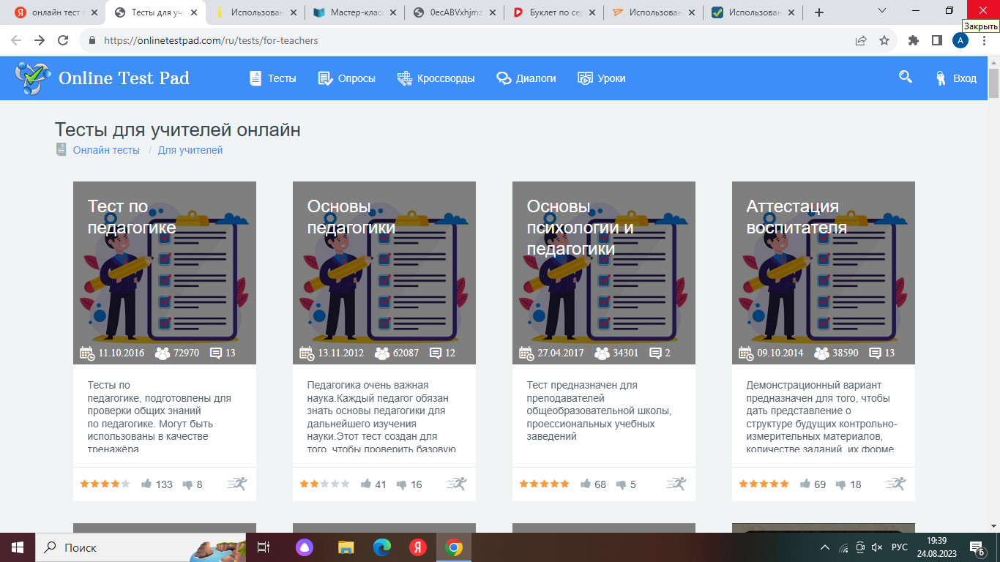 онлайн тест п
Тесты для уч
Использован
Мастер-клас
0ecABVxhjmz
Буклет по се
Использован
Использован
Закрыть
https://onlinetestpad.com/ru/tests/for-teachers
А
Online Test Pad
Тесты
Опросы
Кроссворды
Диалоги
Уроки
Вход
Тесты для учителей онлайн
Онлайн тесты / Для учителей
Тест по
педагогике
11.10.2016 72970 13
Тесты по
педагогике, подготовлены для
проверки общих знаний
по педагогике. Могут быть
использованы в качестве
тренажёра
133 8
Основы
педагогики
13.11.2012 62087 12
Педагогика очень важная
наука.Каждый педагог обязан
знать основы педагогики для
дальнейшего изучения
науки.Этот тест создан для
того, чтобы проверить базовую
41 16
Основы
психологии и
педагогики
27.04.2017 34301 2
Тест предназначен для
преподавателей
общеобразовательной школы,
проессиональных учебных
заведений
68 5
Аттестация
воспитателя
09.10.2014 38590 13
Демонстрационный вариант
предназначен для того, чтобы
дать представление о
структуре будущих контрольно-
измерительных материалов,
количестве заданий, их форме
69 18
Поиск
РУС
19:39
24.08.2023
6